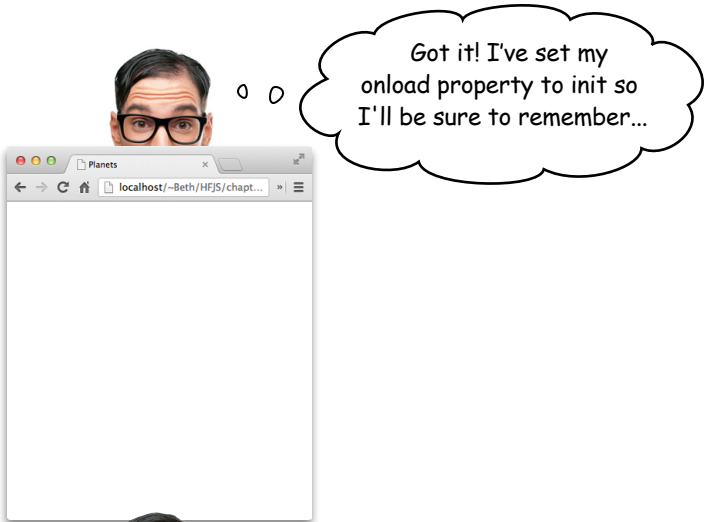 Got it! I've set my
onload property to init so
I'll be sure to remember...
Planets
localhost/~Beth/HFJS/chapt...